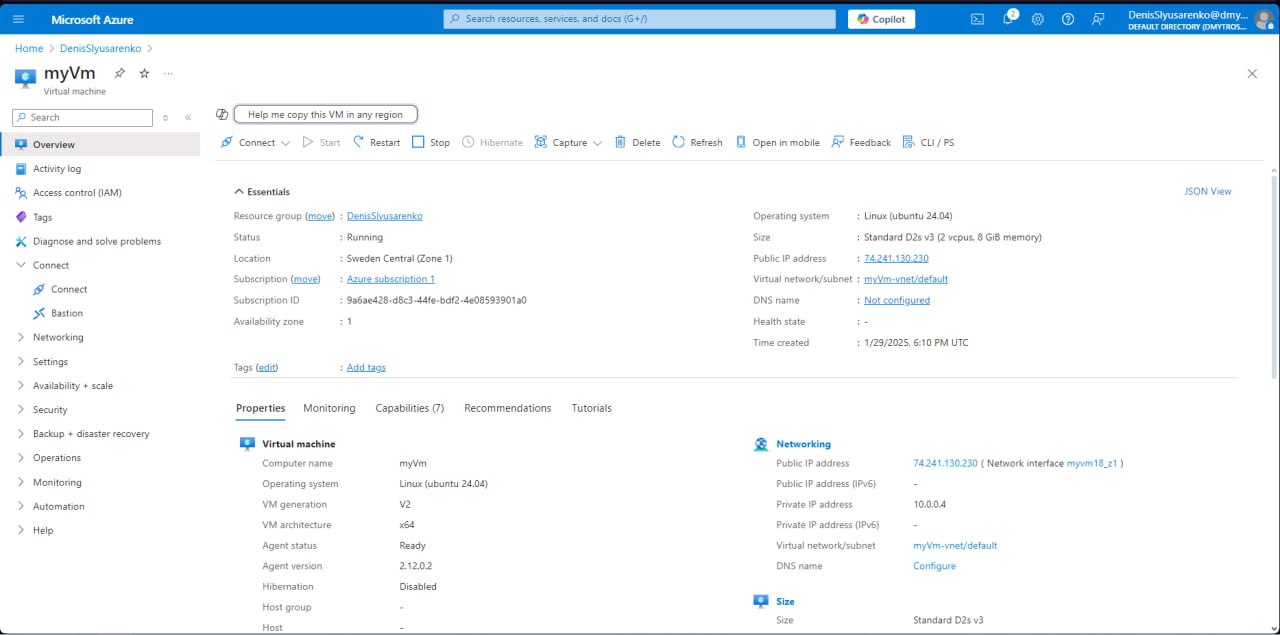 Microsoft Azure
Search resources, services, and docs (G+/)
Copilot
2
DenisSlyusarenko@dmy...
DEFAULT DIRECTORY (DMYTROS...
Home > DenisSlyusarenko >
myVm
...
Virtual machine
Search
«
Help me copy this VM in any region
Connect
Start
Restart
Stop
Hibernate
Capture
Delete
Refresh
Open in mobile
Feedback
CLI / PS
Overview
Activity log
Access control (IAM)
Tags
Diagnose and solve problems
Connect
Connect
Bastion
Networking
Settings
Availability + scale
Security
Backup + disaster recovery
Operations
Monitoring
Automation
Help
Essentials
JSON View
Resource group (move) : DenisSlyusarenko
Status : Running
Location : Sweden Central (Zone 1)
Subscription (move) : Azure subscription 1
Subscription ID : 9a6ae428-d8c3-44fe-bdf2-4e08593901a0
Availability zone : 1
Operating system : Linux (ubuntu 24.04)
Size : Standard D2s v3 (2 vcpus, 8 GiB memory)
Public IP address : 74.241.130.230
Virtual network/subnet : myVm-vnet/default
DNS name : Not configured
Health state : -
Time created : 1/29/2025, 6:10 PM UTC
Tags (edit) : Add tags
Properties
Monitoring
Capabilities (7)
Recommendations
Tutorials
Virtual machine
Computer name myVm
Operating system Linux (ubuntu 24.04)
VM generation V2
VM architecture x64
Agent status Ready
Agent version 2.12.0.2
Hibernation Disabled
Host group -
Host -
Networking
Public IP address 74.241.130.230 ( Network interface myvm18_z1 )
Public IP address (IPv6) -
Private IP address 10.0.0.4
Private IP address (IPv6) -
Virtual network/subnet myVm-vnet/default
DNS name Configure
Size
Size Standard D2s v3